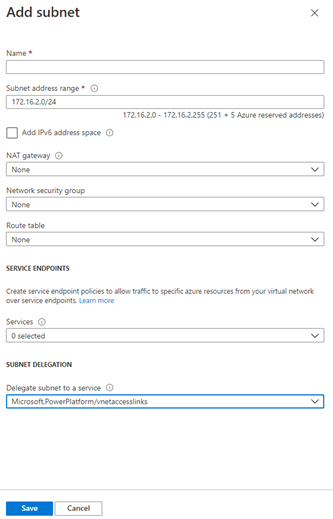 Add subnet
Name *
Subnet address range *
172.16.2.0/24
172.16.2.0 - 172.16.2.255 (251 + 5 Azure reserved addresses)
Add IPv6 address space
NAT gateway
None
Network security group
None
Route table
None
SERVICE ENDPOINTS
Create service endpoint policies to allow traffic to specific azure resources from your virtual network
over service endpoints. Learn more
Services
0 selected
SUBNET DELEGATION
Delegate subnet to a service
Microsoft.PowerPlatform/vnetaccesslinks
Save Cancel